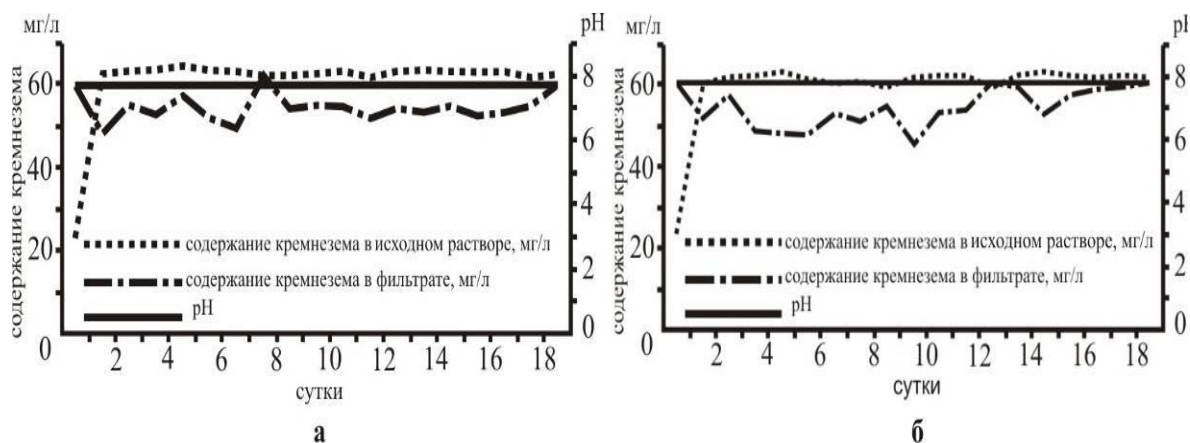 мг/л
pH
содержание кремнезема
60
40
20
0
8
6
4
2
0
содержание кремнезема в исходном растворе, мг/л
содержание кремнезема в фильтрате, мг/л
pH
2 4 6 8 10 12 14 16 18
сутки
а
мг/л
pH
содержание кремнезема
60
40
20
0
8
6
4
2
0
содержание кремнезема в исходном растворе, мг/л
содержание кремнезема в фильтрате, мг/л
pH
2 4 6 8 10 12 14 16 18
сутки
б